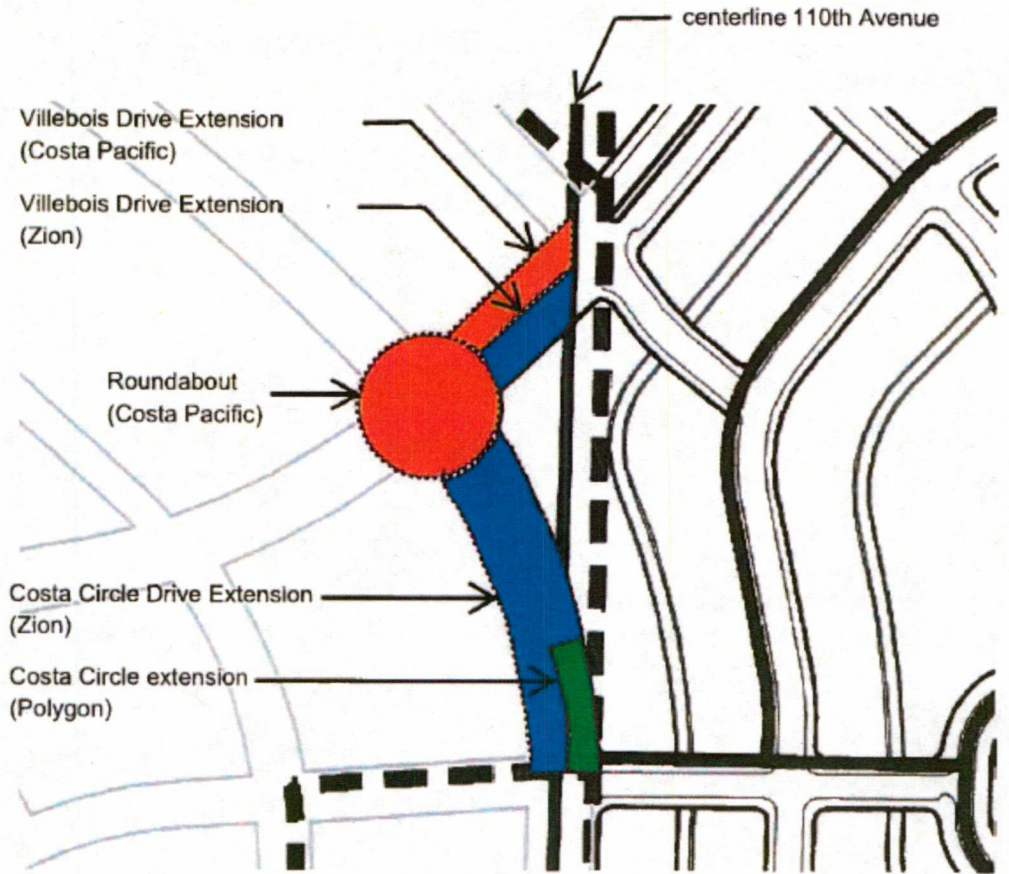 centerline 110th Avenue
Villebois Drive Extension
(Costa Pacific)
Villebois Drive Extension
(Zion)
Roundabout
(Costa Pacific)
Costa Circle Drive Extension
(Zion)
Costa Circle extension
(Polygon)